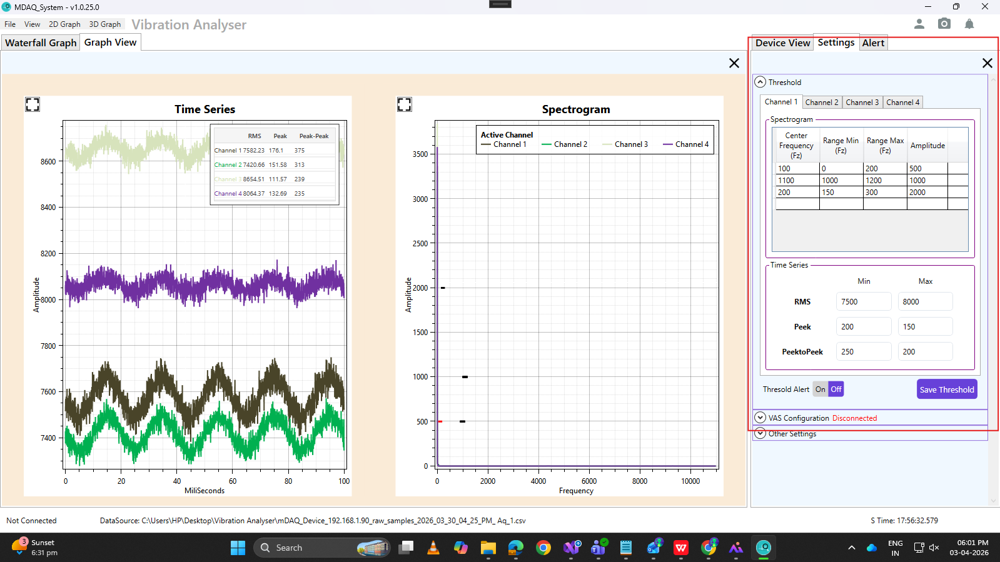 MDAQ_System - v1.0.25.0
File View 2D Graph 3D Graph Vibration Analyser
Waterfall Graph Graph View
Device View Settings Alert
Time Series
RMS Peak Peak-Peak
Channel 1 7582.23 176.1 375
Channel 2 7420.66 151.58 313
Channel 3 8654.51 111.57 239
Channel 4 8064.37 132.69 235
8600
8400
8200
8000
7800
7600
7400
Amplitude
0 20 40 60 80 100
MiliSeconds
Spectrogram
Active Channel
Channel 1 Channel 2 Channel 3 Channel 4
3500
3000
2500
2000
1500
1000
500
0
Amplitude
0 2000 4000 6000 8000 10000
Frequency
Threshold
Channel 1 Channel 2 Channel 3 Channel 4
Spectrogram
Center Frequency (Fz) Range Min (Fz) Range Max (Fz) Amplitude
100 0 200 500
1100 1000 1200 1000
200 150 300 2000
Time Series
Min Max
RMS 7500 8000
Peek 200 150
PeektoPeek 250 200
Thresold Alert On Off Save Threshold
VAS Configuration Disconnected
Other Settings
Not Connected DataSource: C:\Users\HP\Desktop\Vibration Analyser\mDAQ_Device_192.168.1.90_raw_samples_2026_03_30_04_25_PM_ Aq_1.csv S Time: 17:56:32.579
3 Sunset
6:31 pm
Search
ENG
IN
06:01 PM
03-04-2026